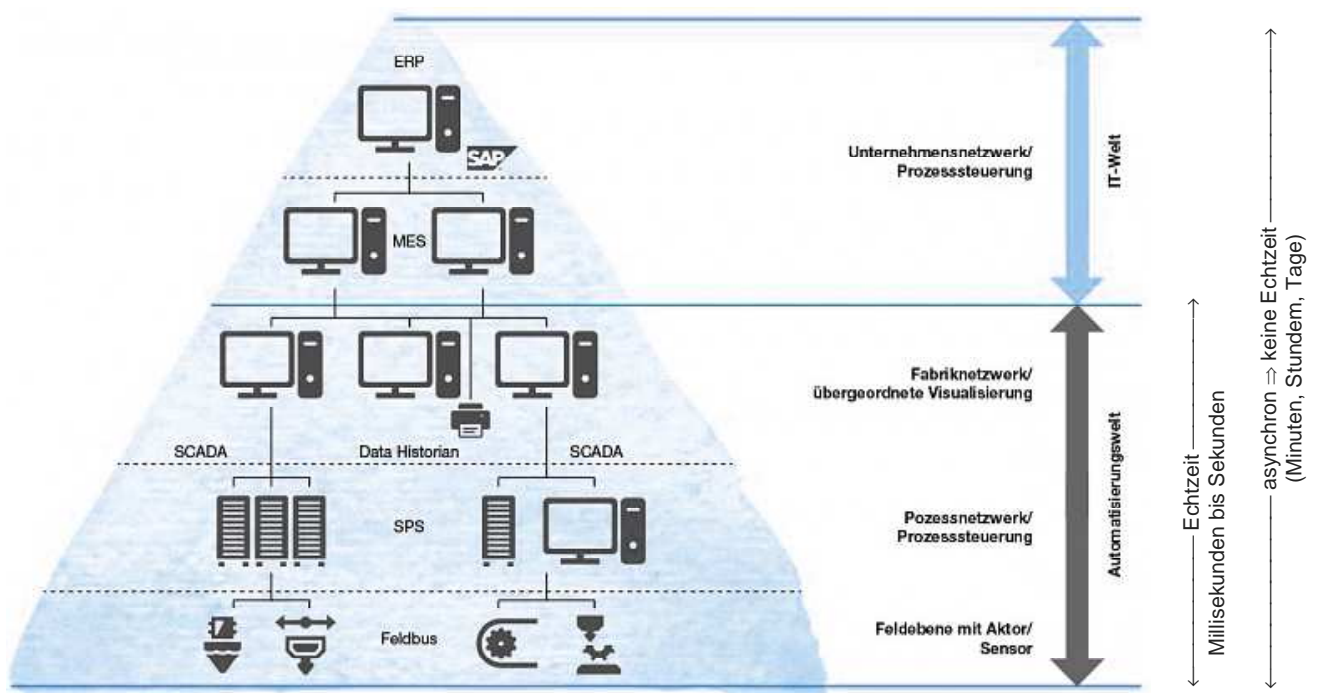 ERP
SAP
MES
SCADA
Data Historian
SCADA
SPS
Feldbus
Unternehmensnetzwerk/
Prozesssteuerung
Fabriknetzwerk/
übergeordnete Visualisierung
Pozessnetzwerk/
Prozesssteuerung
Feldebene mit Aktor/
Sensor
IT-Welt
Automatisierungswelt
Echtzeit
Millisekunden bis Sekunden
asynchron ⇒ keine Echtzeit
(Minuten, Stundem, Tage)